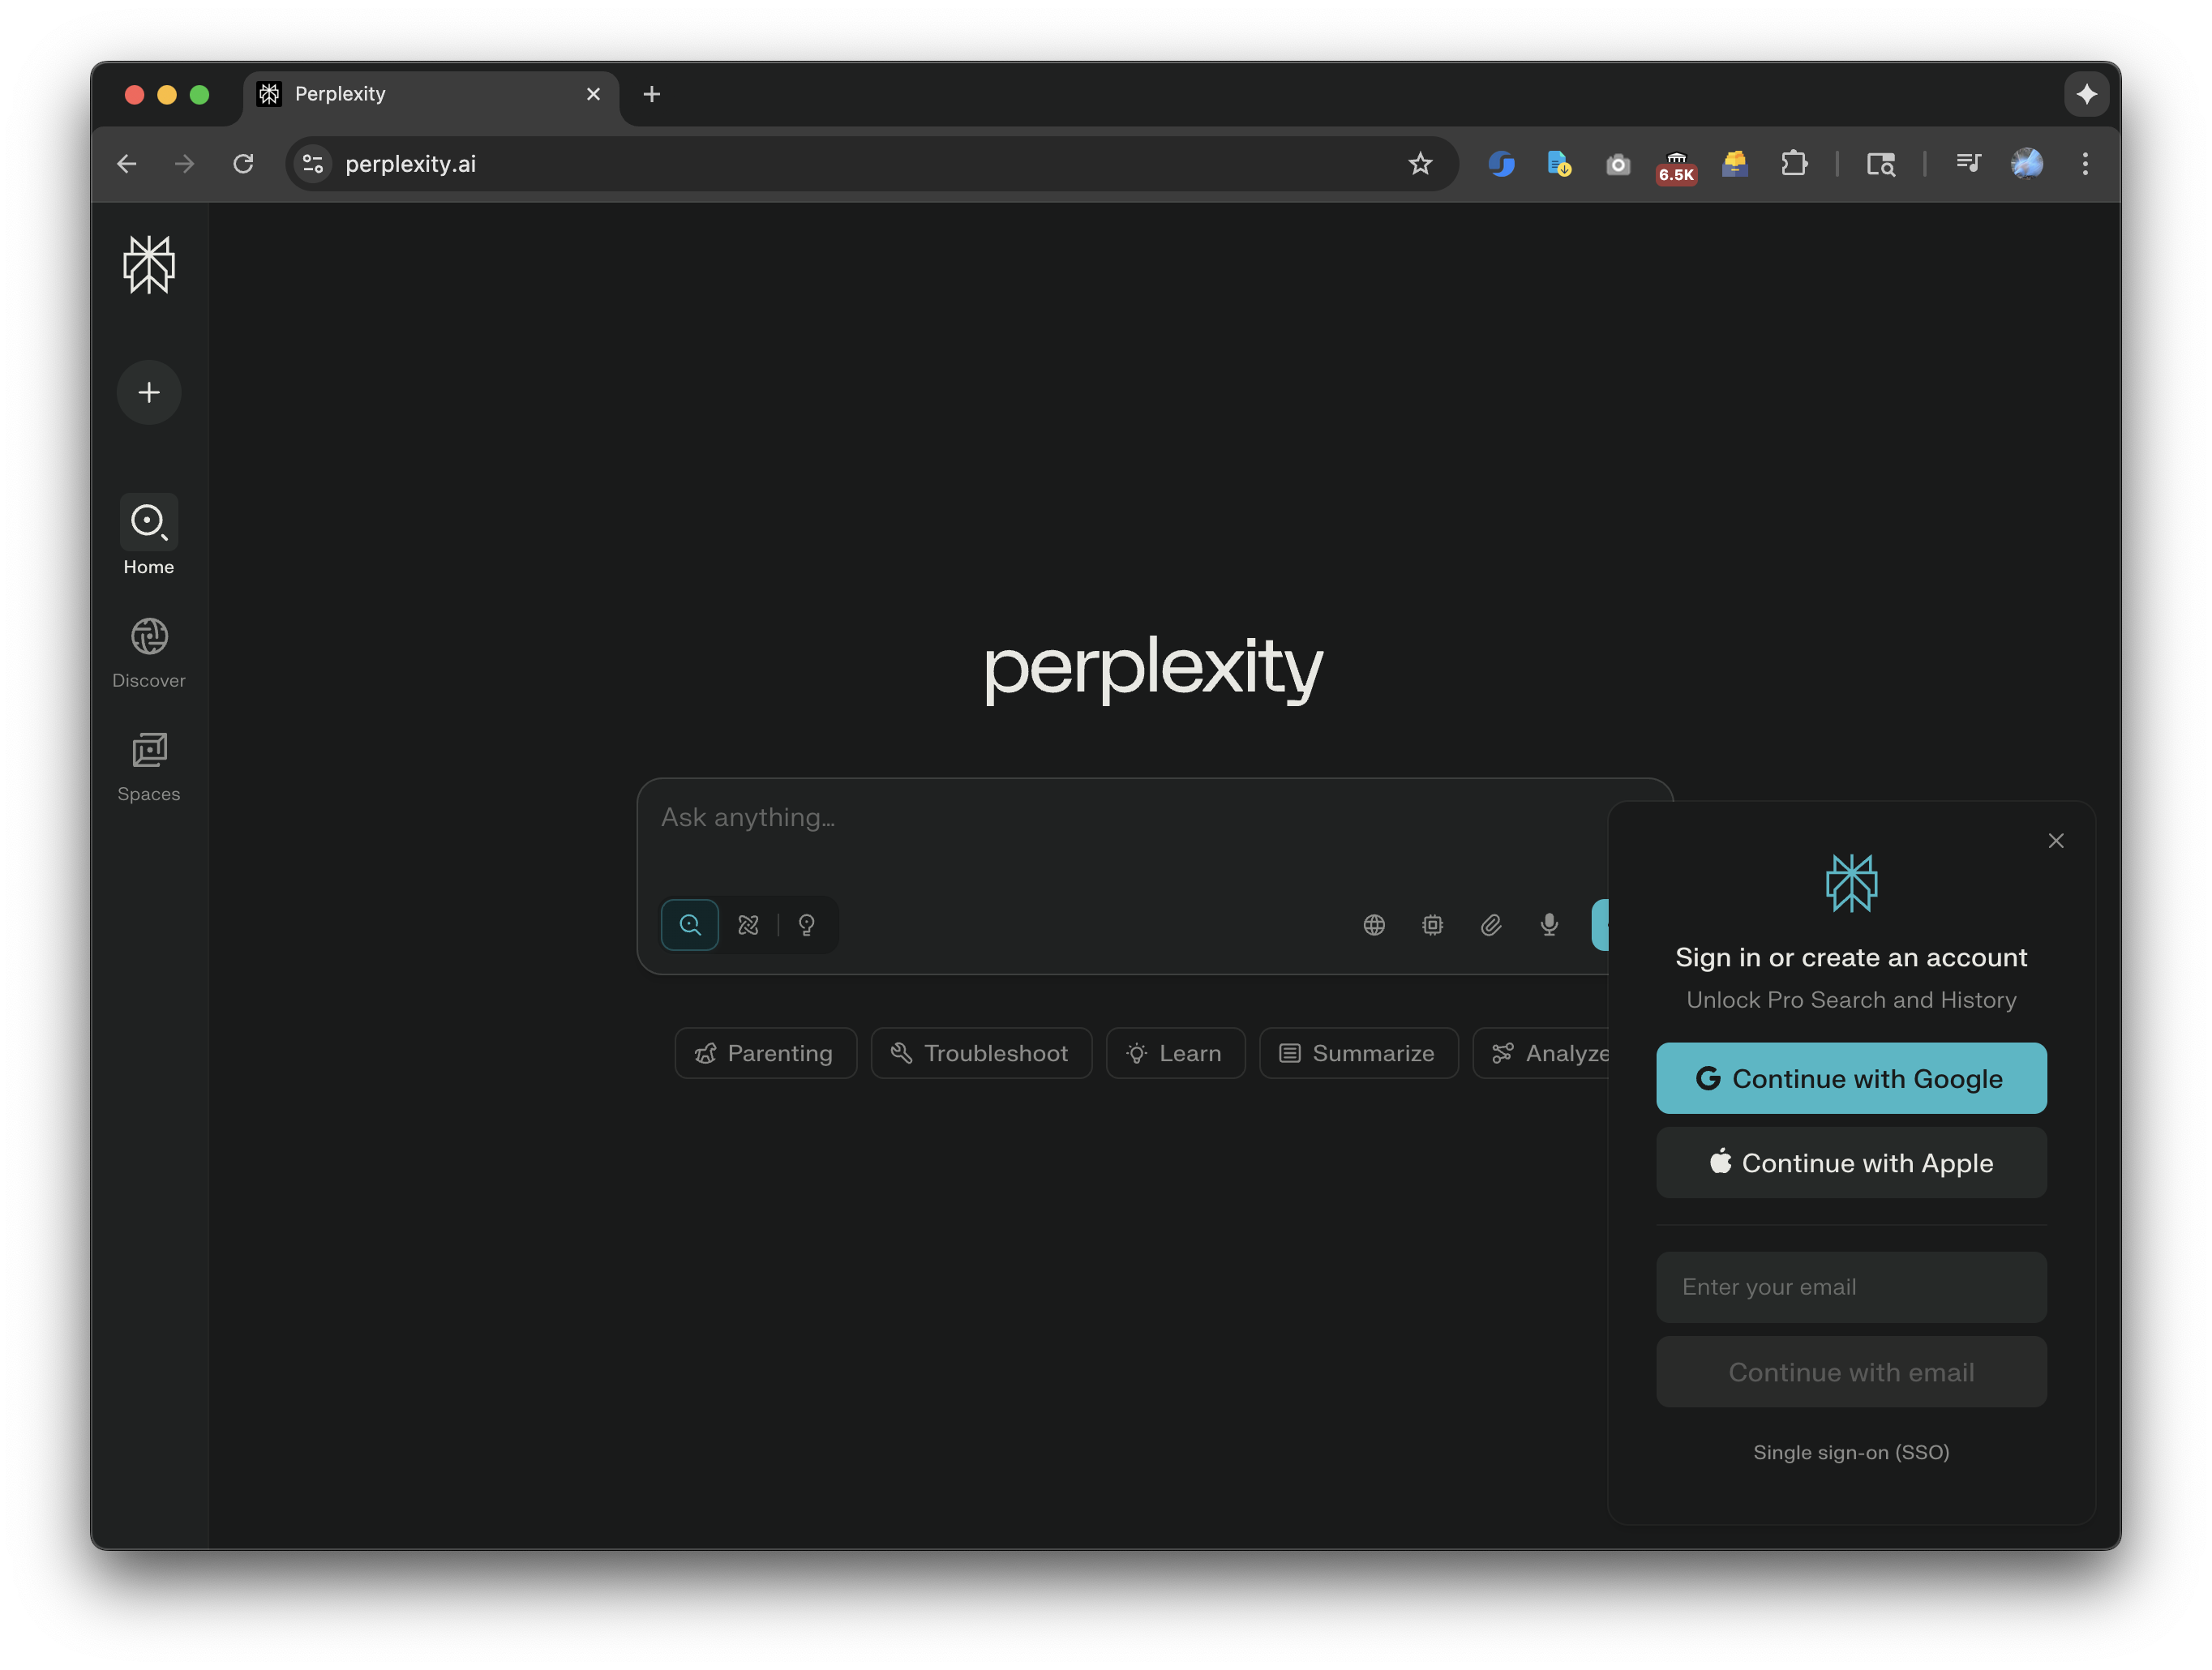 Perplexity
perplexity.ai
6.5K
Home
Discover
Spaces
perplexity
Ask anything...
Parenting
Troubleshoot
Learn
Summarize
Analyze
Sign in or create an account
Unlock Pro Search and History
Continue with Google
Continue with Apple
Enter your email
Continue with email
Single sign-on (SSO)